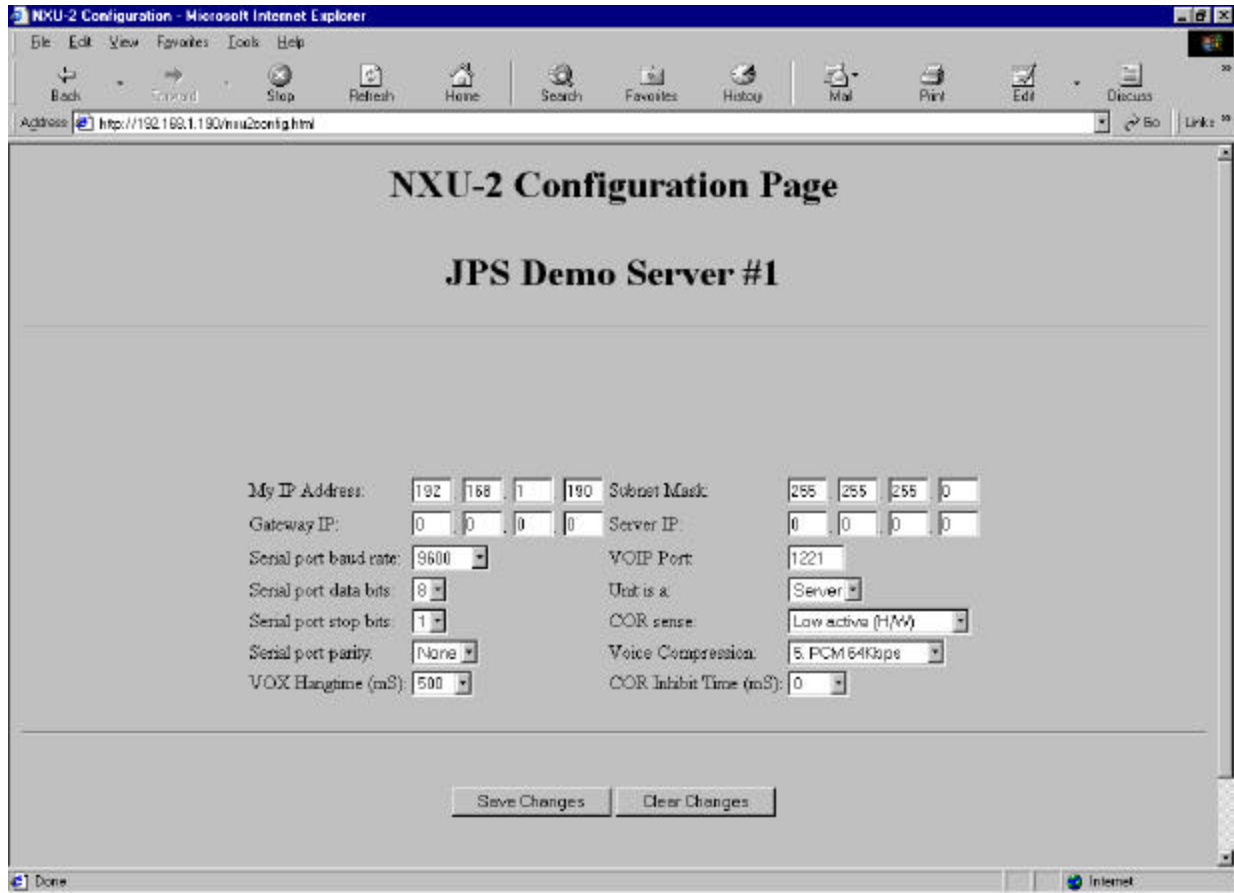 NXU-2 Configuration - Microsoft Internet Explorer
File Edit View Favorites Tools Help
Back Forward Stop Refresh Home Search Favorites History Mail Print Edit Discuss »
Address http://192.168.1.190/nxu2config.html Go Links »
NXU-2 Configuration Page
JPS Demo Server #1
My IP Address: 192 . 168 . 1 . 190 Subnet Mask: 255 . 255 . 255 . 0
Gateway IP: 0 . 0 . 0 . 0 Server IP: 0 . 0 . 0 . 0
Serial port baud rate: 9600 VOIP Port: 1221
Serial port data bits: 8 Unit is a: Server
Serial port stop bits: 1 COR sense: Low active (H/W)
Serial port parity: None Voice Compression: 5. PCM 64Kbps
VOX Hangtime (mS): 500 COR Inhibit Time (mS): 0
Save Changes Clear Changes
Done Internet